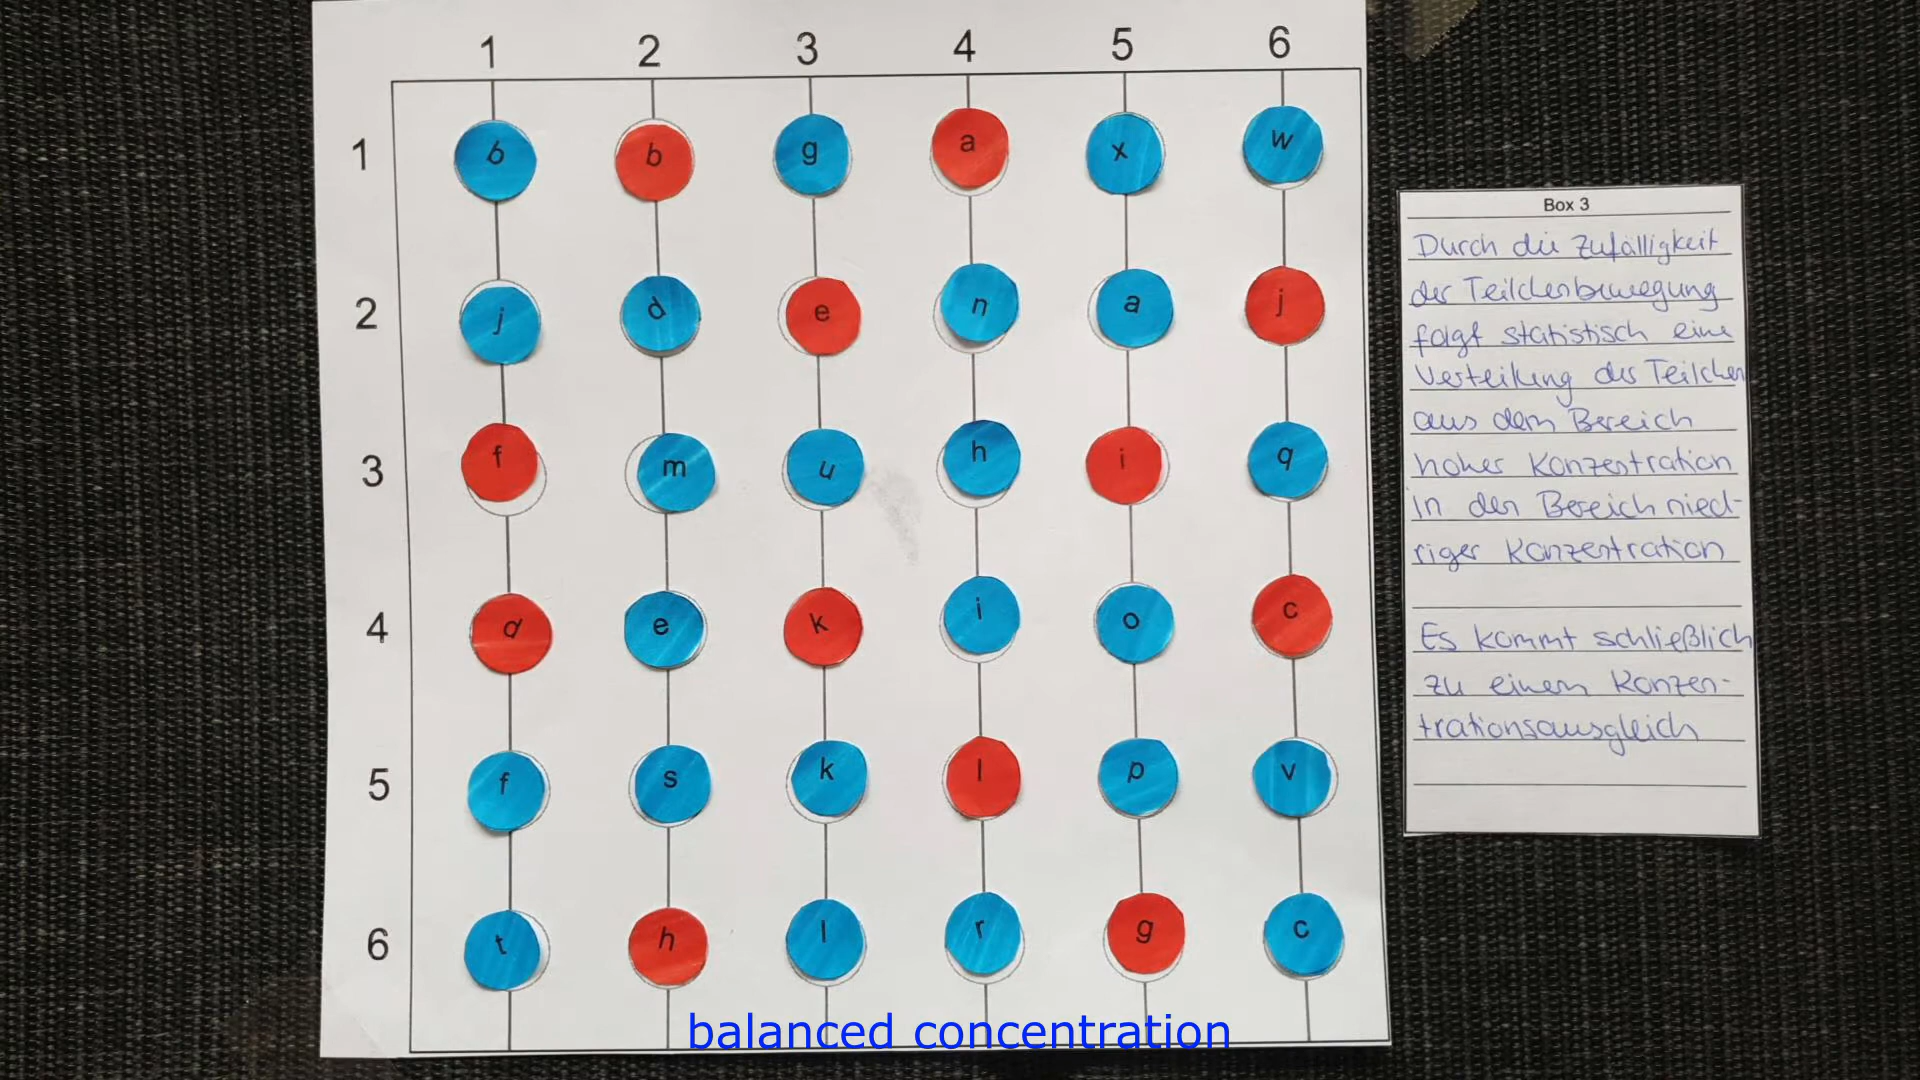 1 2 3 4 5 6
1 b b g a x w
2 j d e n a j
3 f m u h i q
4 d e k i o c
5 f s k l p v
6 t h l r g c
Box 3
Durch die Zufälligkeit
der Teilchenbewegung
folgt statistisch eine
Verteilung der Teilchen
aus dem Bereich
hoher Konzentration
in den Bereich nied-
riger Konzentration
Es kommt schließlich
zu einem Konzen-
trationsausgleich
balanced concentration